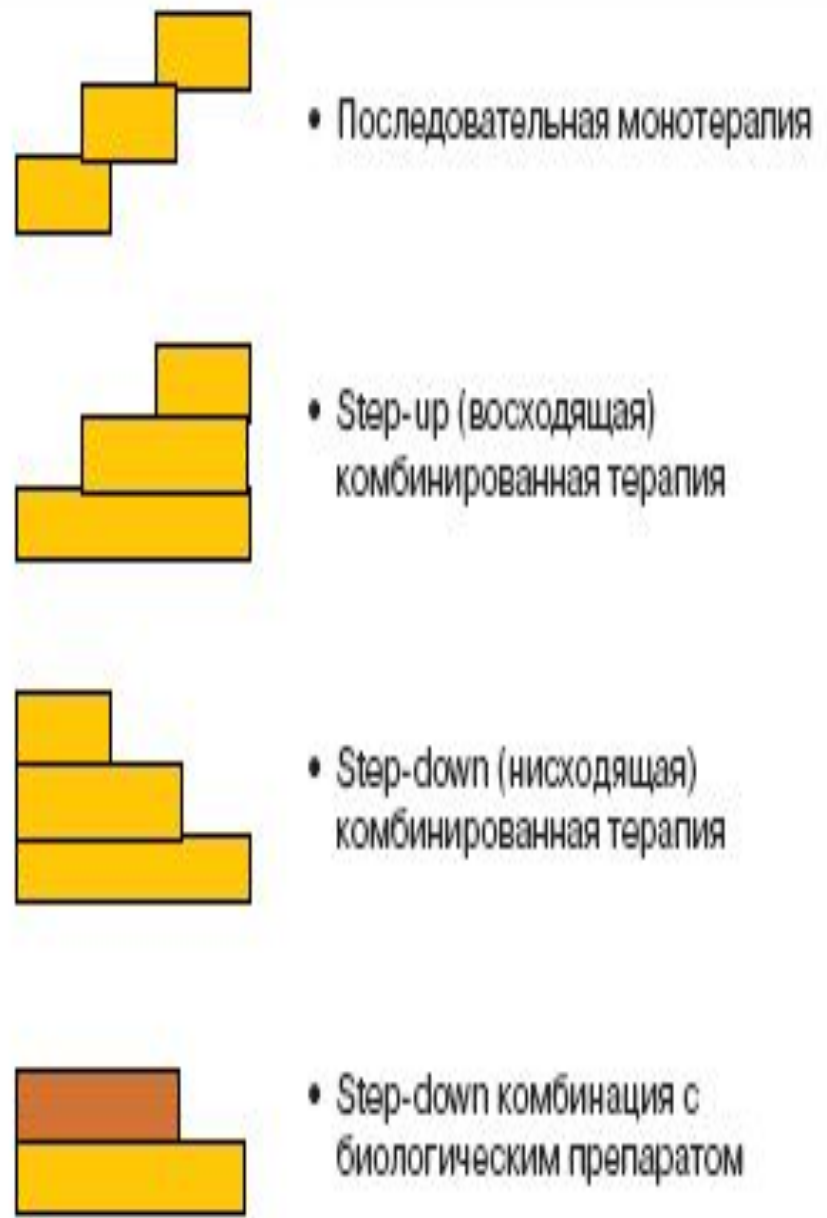 • Последовательная монотерапия
• Step-up (восходящая)
комбинированная терапия
• Step-down (нисходящая)
комбинированная терапия
• Step-down комбинация с
биологическим препаратом